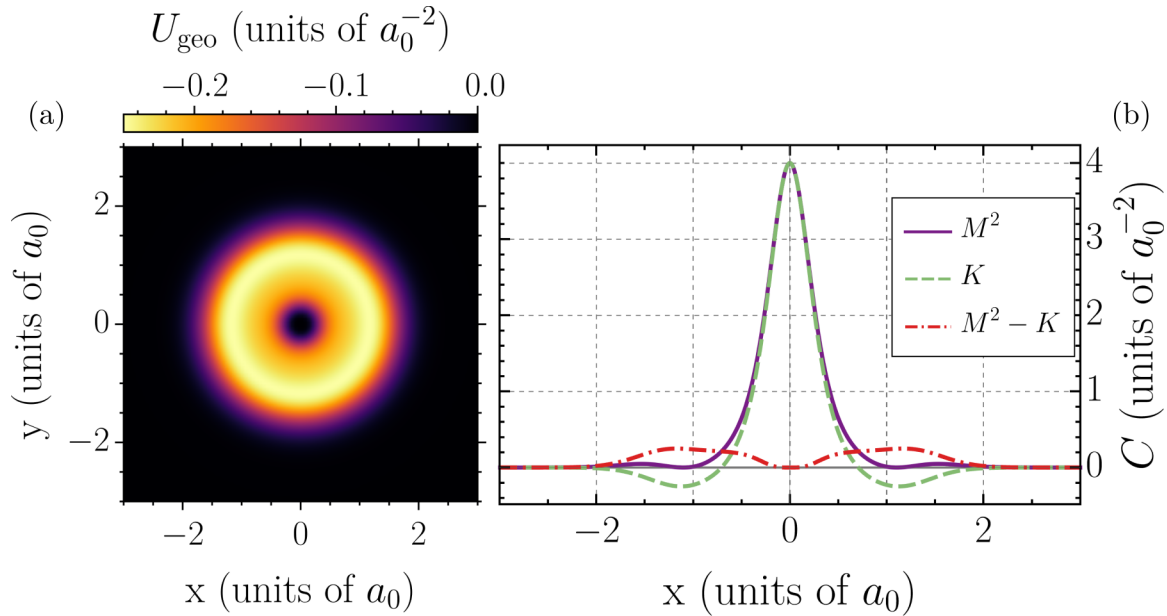 U_geo (units of a_0^{-2})
−0.2 −0.1 0.0
(a)
(b)
y (units of a_0)
2
0
−2
−2 0 2
x (units of a_0)
M^2
K
M^2 − K
4
3
2
1
0
C (units of a_0^{-2})
−2 0 2
x (units of a_0)